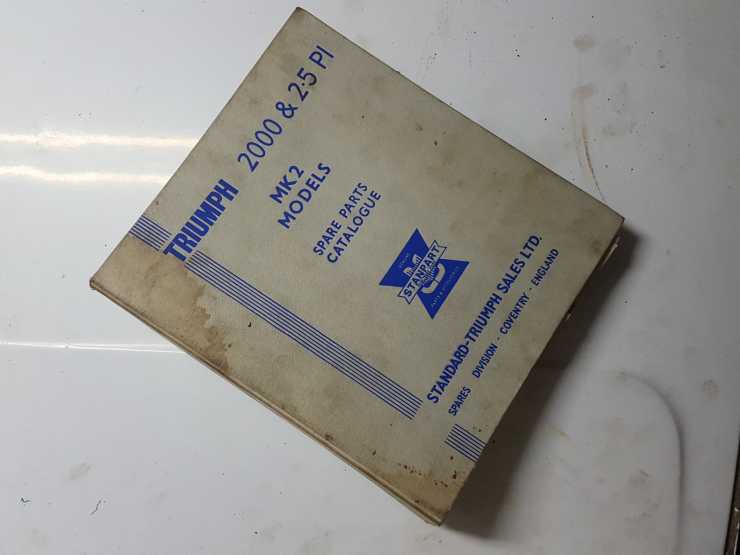 TRIUMPH 2000 & 2·5 PI
MK2
MODELS
SPARE PARTS
CATALOGUE
STANPART
STANDARD-TRIUMPH SALES LTD.
SPARES DIVISION - COVENTRY - ENGLAND